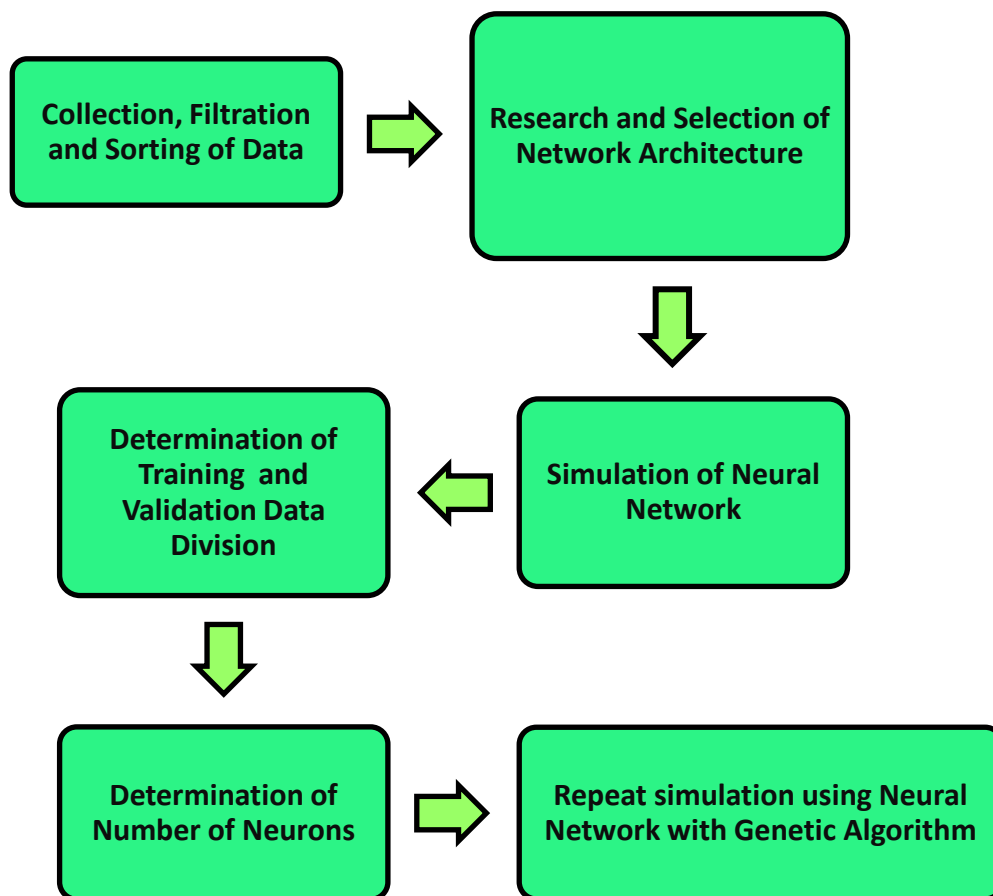 Collection, Filtration
and Sorting of Data
Research and Selection of
Network Architecture
Simulation of Neural
Network
Determination of
Training and
Validation Data
Division
Determination of
Number of Neurons
Repeat simulation using Neural
Network with Genetic Algorithm